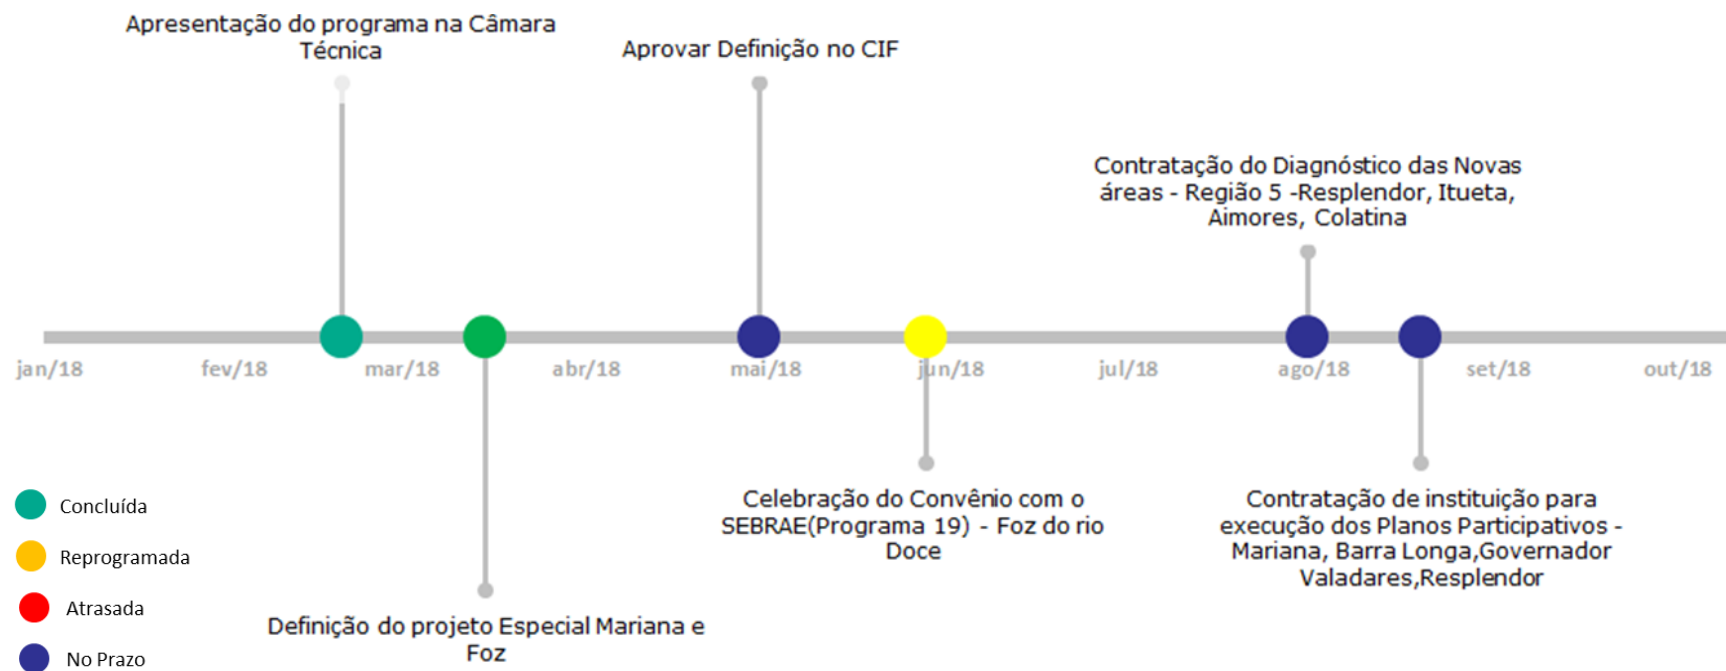 Apresentação do programa na Câmara
Técnica
Aprovar Definição no CIF
Contratação do Diagnóstico das Novas
áreas - Região 5 -Resplendor, Itueta,
Aimores, Colatina
jan/18
fev/18
mar/18
abr/18
mai/18
jun/18
jul/18
ago/18
set/18
out/18
Celebração do Convênio com o
SEBRAE(Programa 19) - Foz do rio
Doce
Contratação de instituição para
execução dos Planos Participativos -
Mariana, Barra Longa,Governador
Valadares,Resplendor
Definição do projeto Especial Mariana e
Foz
Concluída
Reprogramada
Atrasada
No Prazo